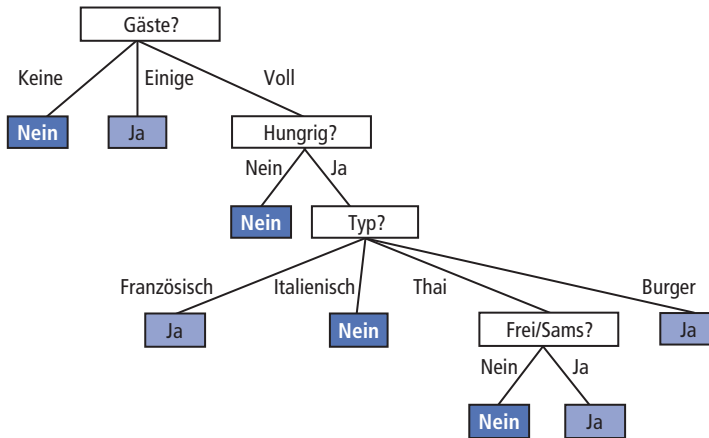 Gäste?
Keine Einige Voll
Nein Ja Hungrig?
Nein Ja
Nein Typ?
Französisch Italienisch Thai Burger
Ja Nein Frei/Sams? Ja
Nein Ja
Nein Ja